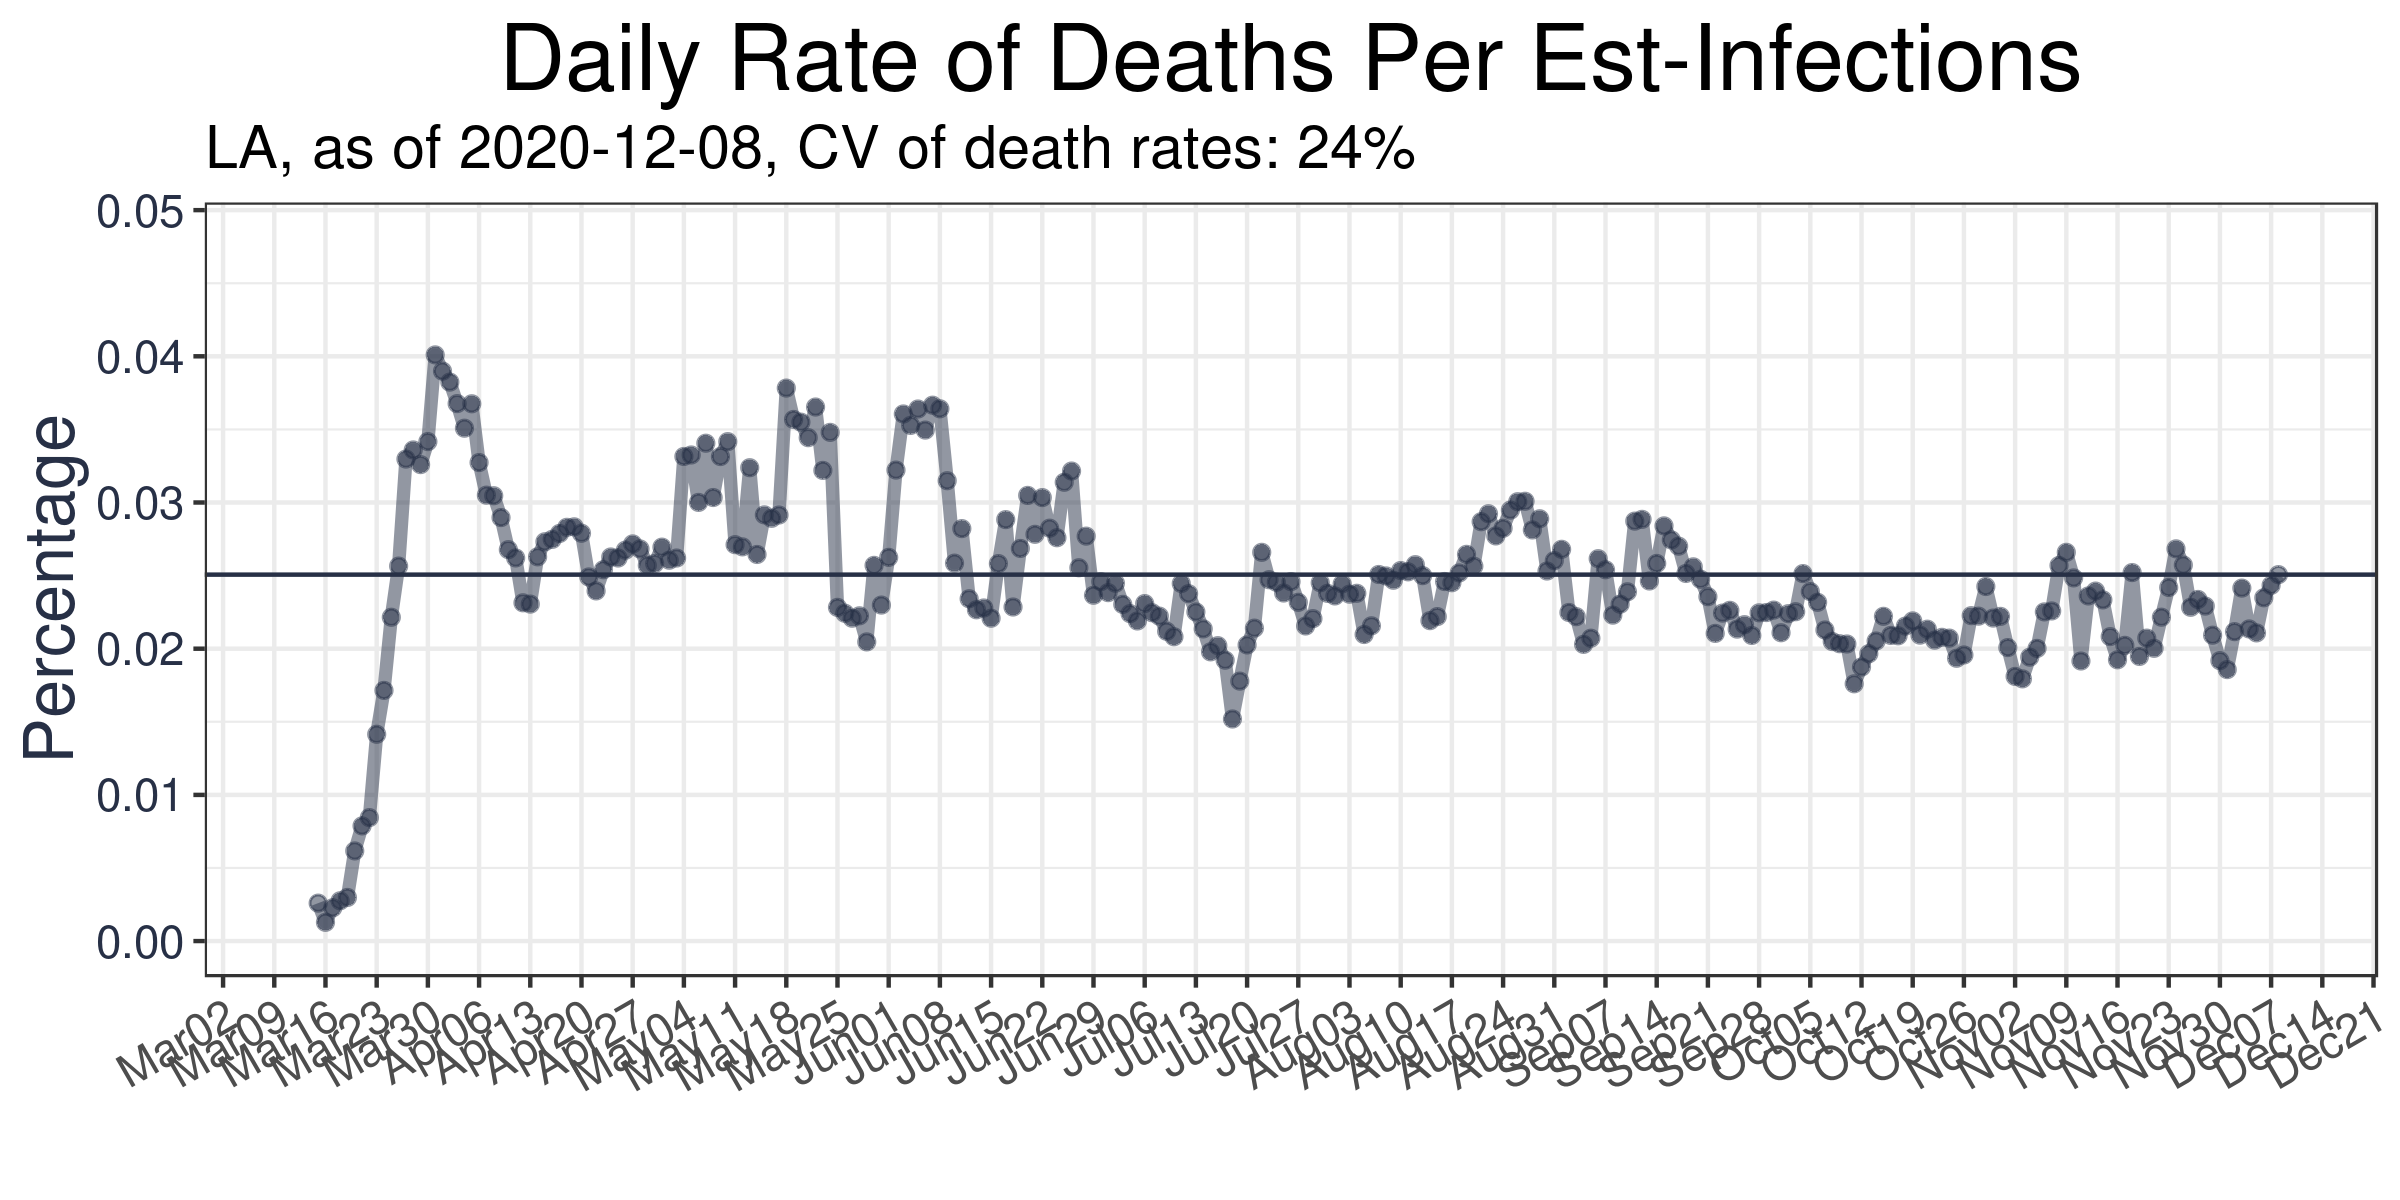 Daily Rate of Deaths Per Est-Infections
LA, as of 2020-12-08, CV of death rates: 24%
Percentage
0.05
0.04
0.03
0.02
0.01
0.00
Mar02
Mar09
Mar16
Mar23
Mar30
Apr06
Apr13
Apr20
Apr27
May04
May11
May18
May25
Jun01
Jun08
Jun15
Jun22
Jun29
Jul06
Jul13
Jul20
Jul27
Aug03
Aug10
Aug17
Aug24
Aug31
Sep07
Sep14
Sep21
Sep28
Oct05
Oct12
Oct19
Oct26
Nov02
Nov09
Nov16
Nov23
Nov30
Dec07
Dec14
Dec21